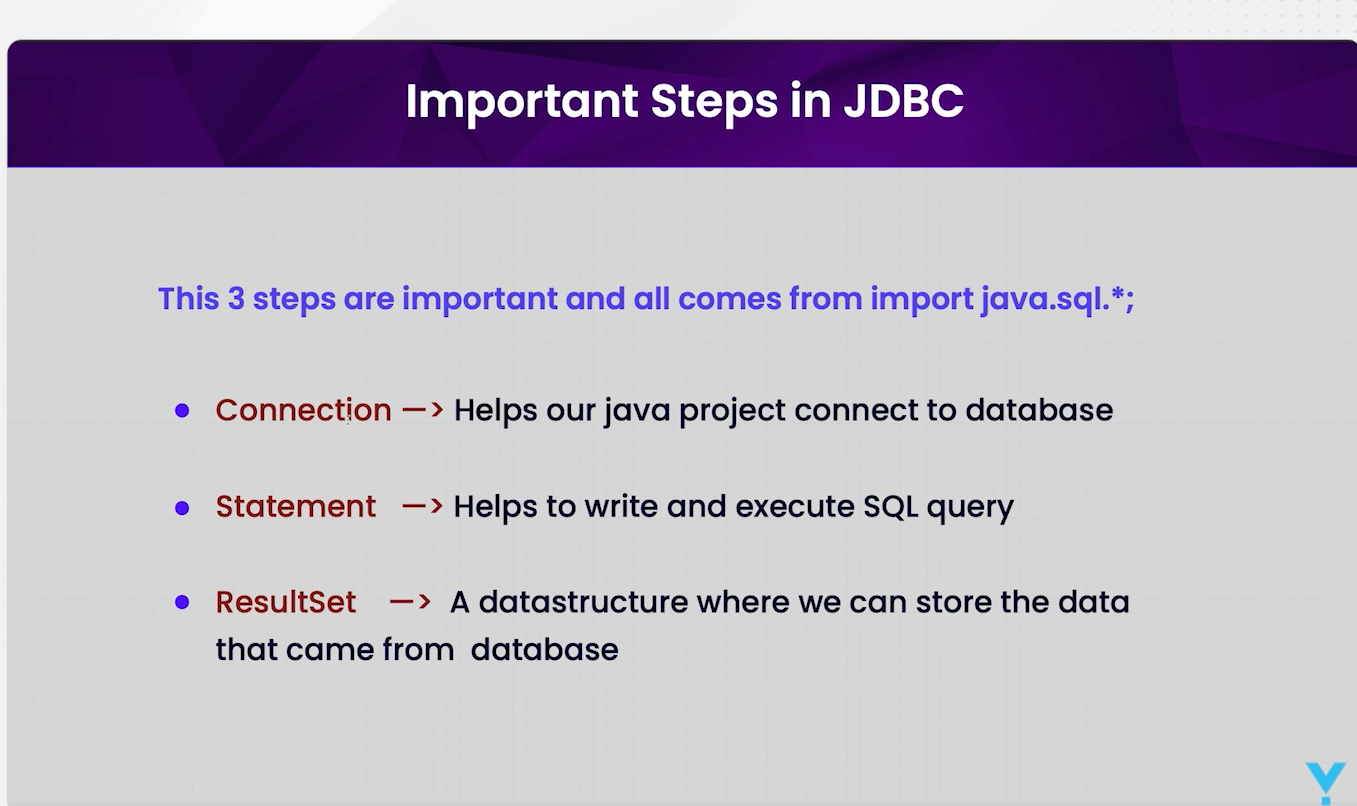 Important Steps in JDBC
This 3 steps are important and all comes from import java.sql.*;
• Connection —> Helps our java project connect to database
• Statement —> Helps to write and execute SQL query
• ResultSet —> A datastructure where we can store the data
that came from database